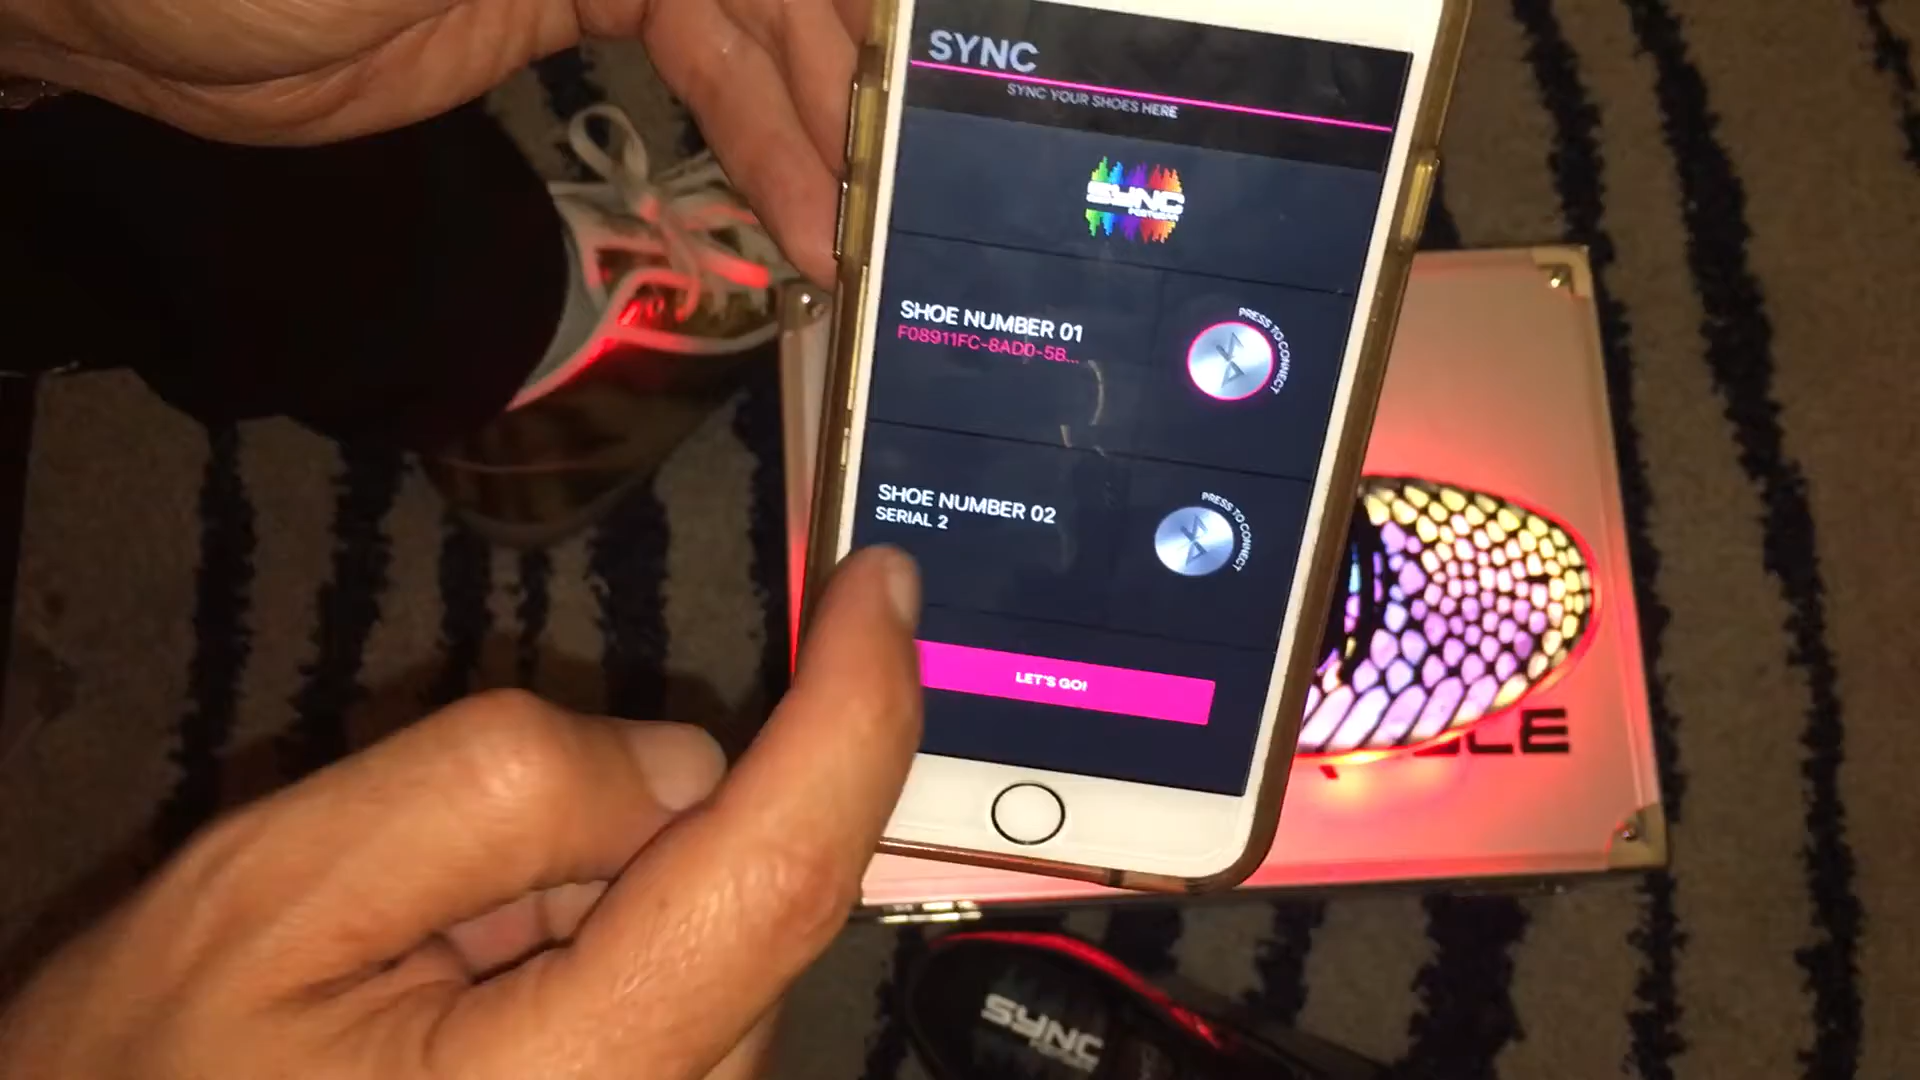 SYNC
SYNC YOUR SHOES HERE
SYNC
SHOE NUMBER 01
F08911FC-8AD0-5B...
PRESS TO CONNECT
SHOE NUMBER 02
SERIAL 2
PRESS TO CONNECT
LET'S GO!
SYNC